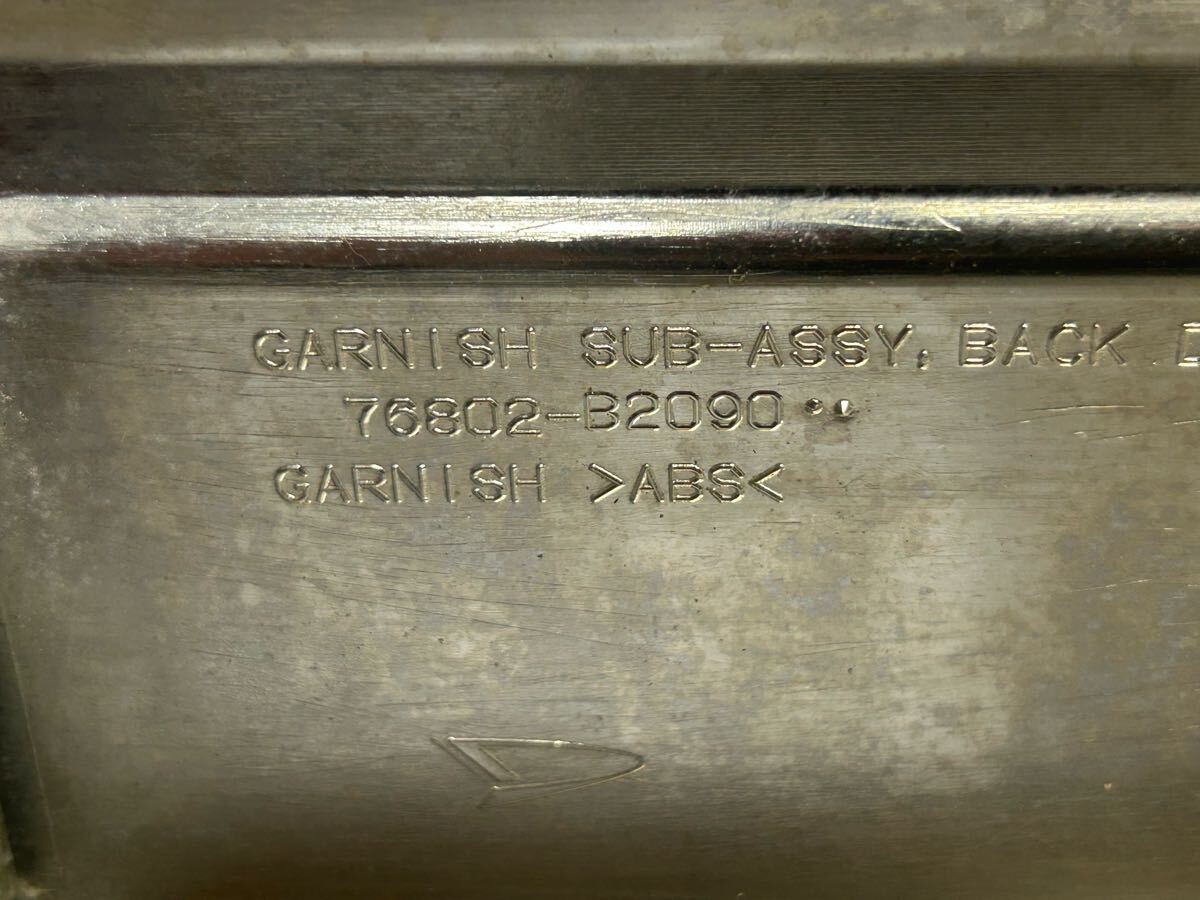 GARNISH SUB-ASSY, BACK D
76802-B2090
GARNISH >ABS<